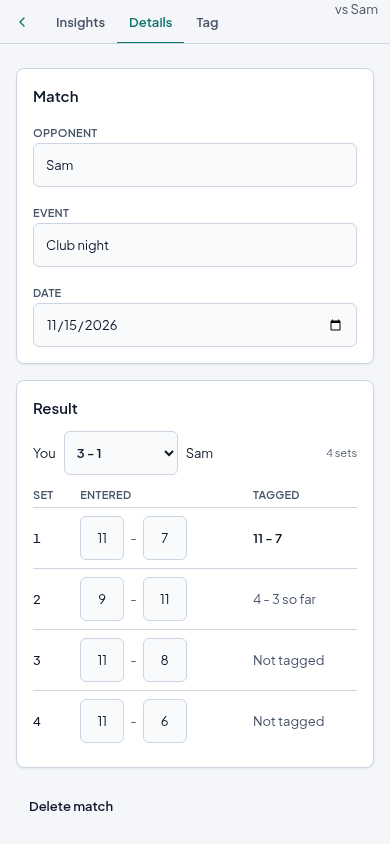 vs Sam
Insights Details Tag
Match
OPPONENT
Sam
EVENT
Club night
DATE
11/15/2026
Result
You 3 - 1 Sam 4 sets
SET ENTERED TAGGED
1 11 - 7 11 - 7
2 9 - 11 4 - 3 so far
3 11 - 8 Not tagged
4 11 - 6 Not tagged
Delete match